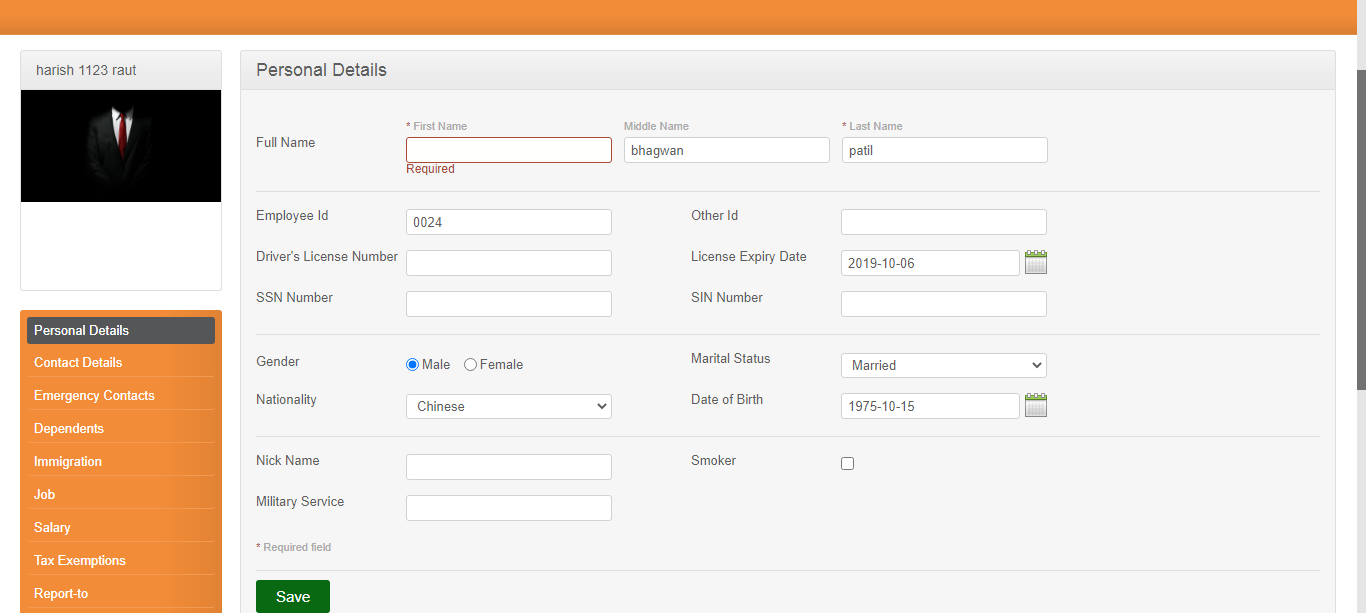 harish 1123 raut
Personal Details
Contact Details
Emergency Contacts
Dependents
Immigration
Job
Salary
Tax Exemptions
Report-to
Personal Details
* First Name Middle Name * Last Name
Full Name bhagwan patil
Required
Employee Id 0024 Other Id
Driver's License Number License Expiry Date 2019-10-06
SSN Number SIN Number
Gender Male Female Marital Status Married
Nationality Chinese Date of Birth 1975-10-15
Nick Name Smoker
Military Service
* Required field
Save